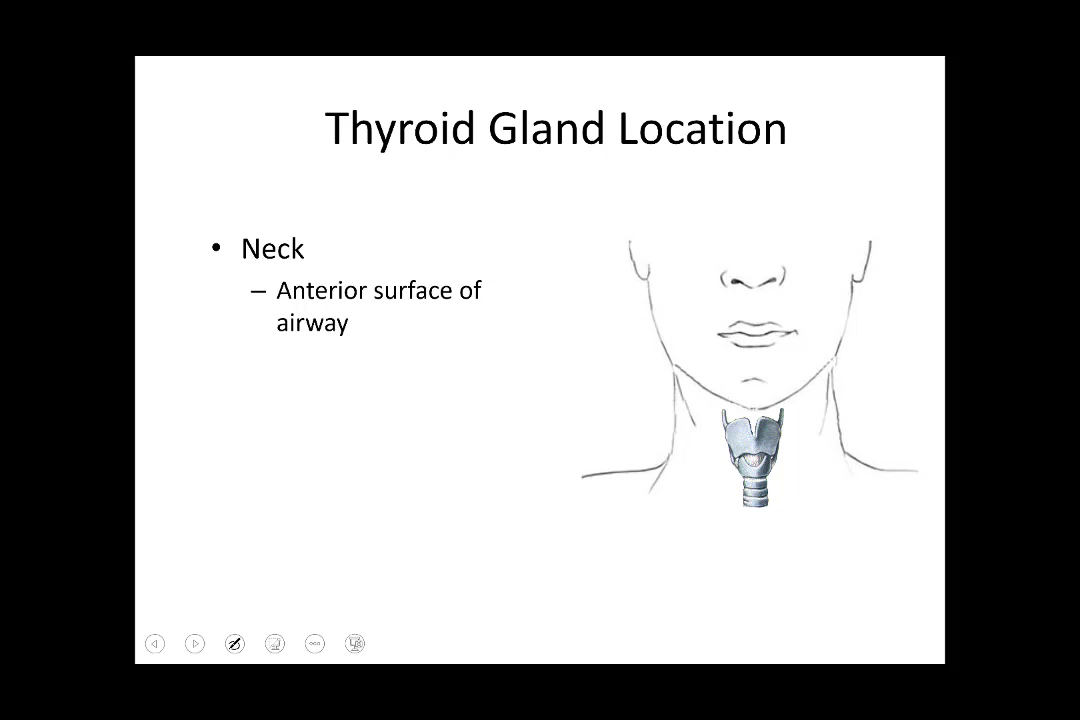 Thyroid Gland Location
• Neck
– Anterior surface of
airway